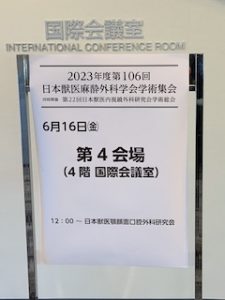 国際会議室
INTERNATIONAL CONFERENCE ROOM
2023年度第106回
日本獣医麻酔外科学会学術集会
同時開催 第22回日本獣医内視鏡外科研究会学術総会
6月16日㈮
第4会場
(4階 国際会議室)
12:00～日本獣医顎顔面口腔外科研究会